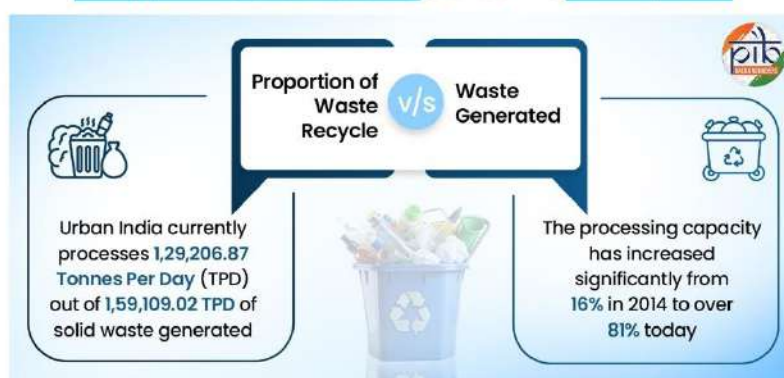 Proportion of
Waste
Recycle
v/s
Waste
Generated
pib
Urban India currently
processes 1,29,206.87
Tonnes Per Day (TPD)
out of 1,59,109.02 TPD of
solid waste generated
The processing capacity
has increased
significantly from
16% in 2014 to over
81% today